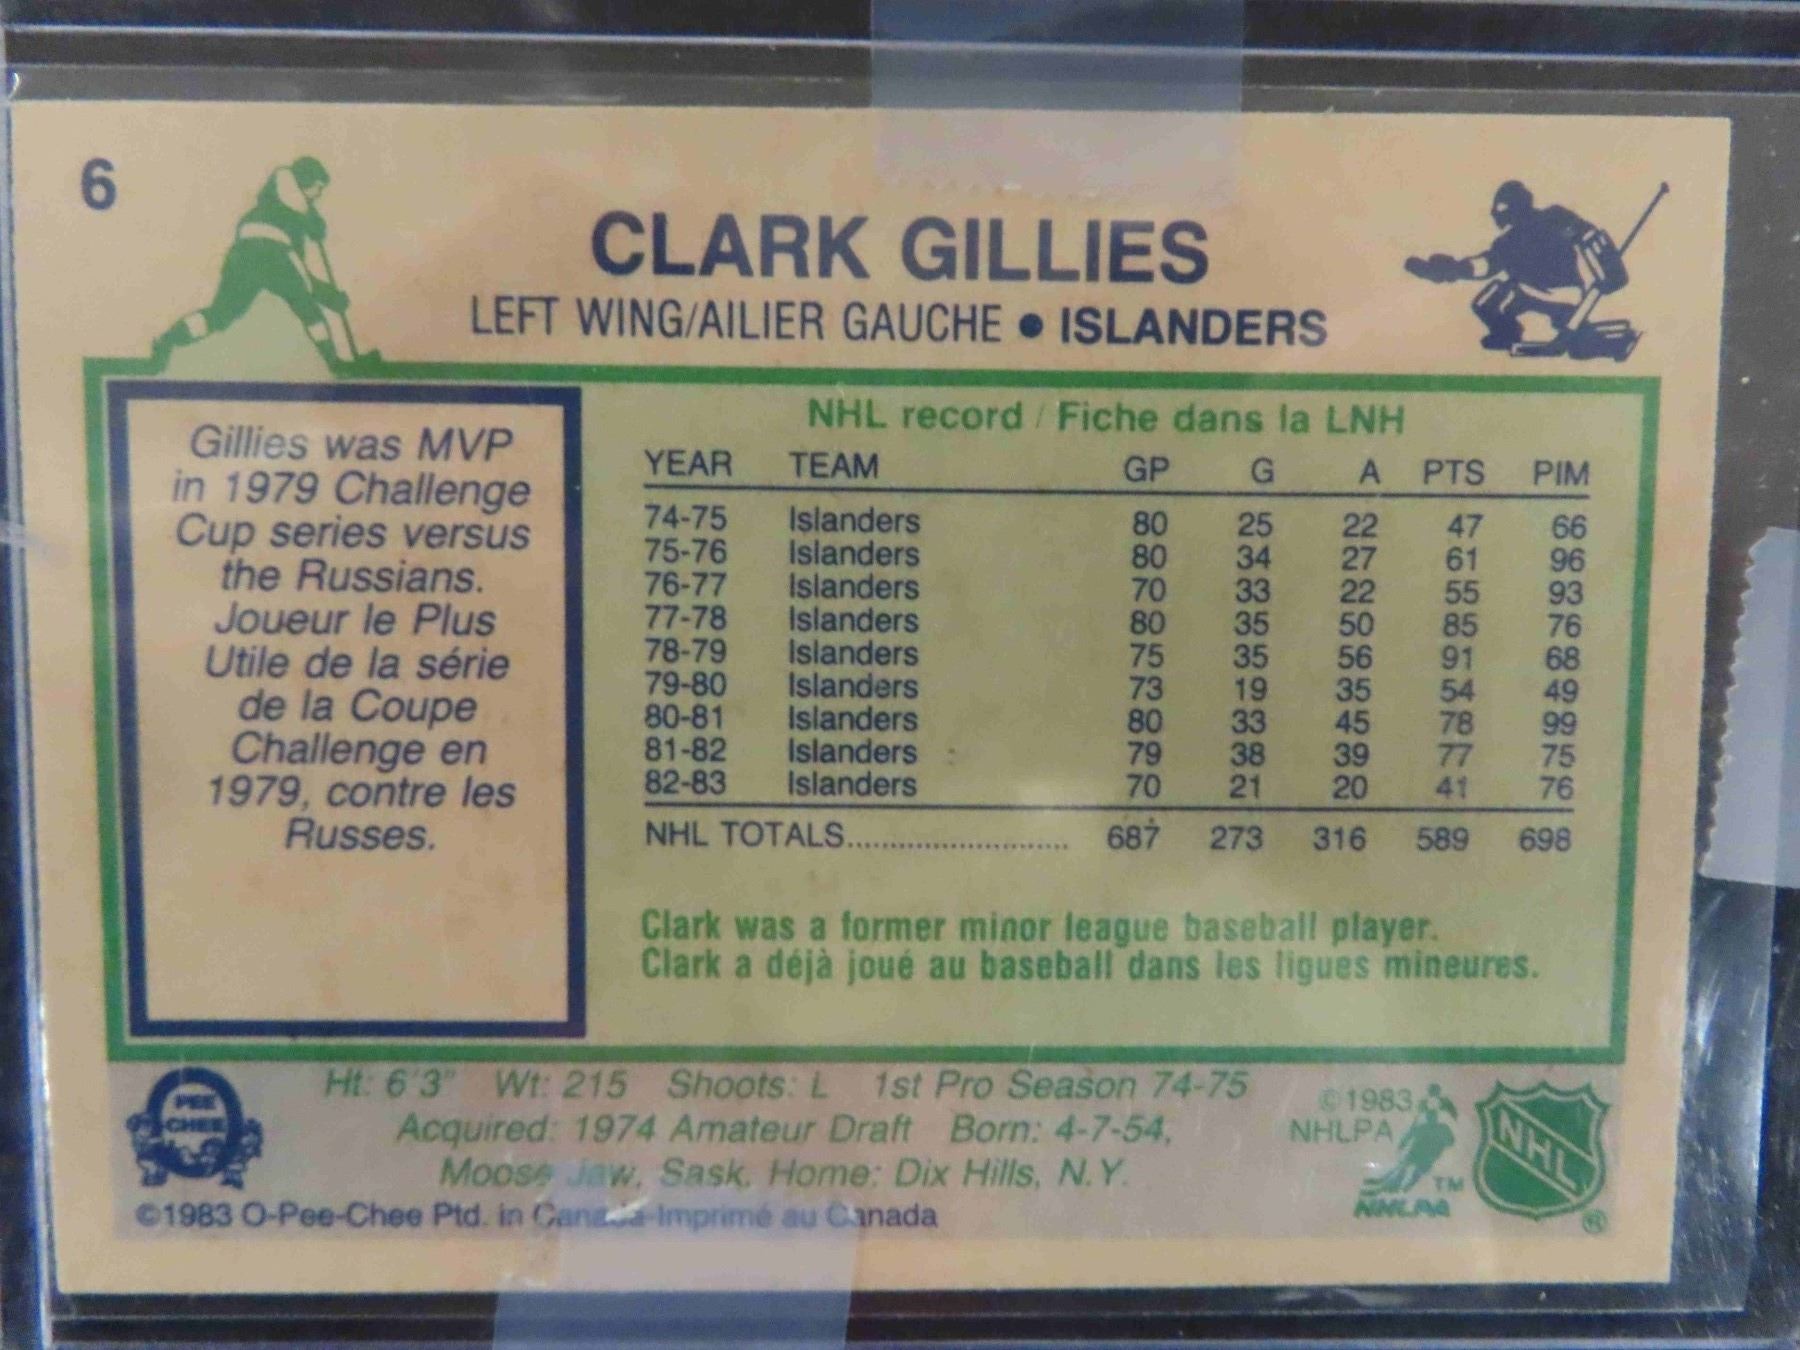 6
CLARK GILLIES
LEFT WING/AILIER GAUCHE • ISLANDERS
Gillies was MVP
in 1979 Challenge
Cup series versus
the Russians.
Joueur le Plus
Utile de la série
de la Coupe
Challenge en
1979, contre les
Russes.
NHL record / Fiche dans la LNH
YEAR TEAM GP G A PTS PIM
74-75 Islanders 80 25 22 47 66
75-76 Islanders 80 34 27 61 96
76-77 Islanders 70 33 22 55 93
77-78 Islanders 80 35 50 85 76
78-79 Islanders 75 35 56 91 68
79-80 Islanders 73 19 35 54 49
80-81 Islanders 80 33 45 78 99
81-82 Islanders 79 38 39 77 75
82-83 Islanders 70 21 20 41 76
NHL TOTALS.......................... 687 273 316 589 698
Clark was a former minor league baseball player.
Clark a déjà joué au baseball dans les ligues mineures.
O
PEE
CHEE
Ht: 6'3" Wt: 215 Shoots: L 1st Pro Season 74-75
Acquired: 1974 Amateur Draft Born: 4-7-54,
Moose Jaw, Sask. Home: Dix Hills, N.Y.
©1983 O-Pee-Chee Ptd. in Canada-Imprimé au Canada
©1983
NHLPA
TM
NHLPA
NHL
®